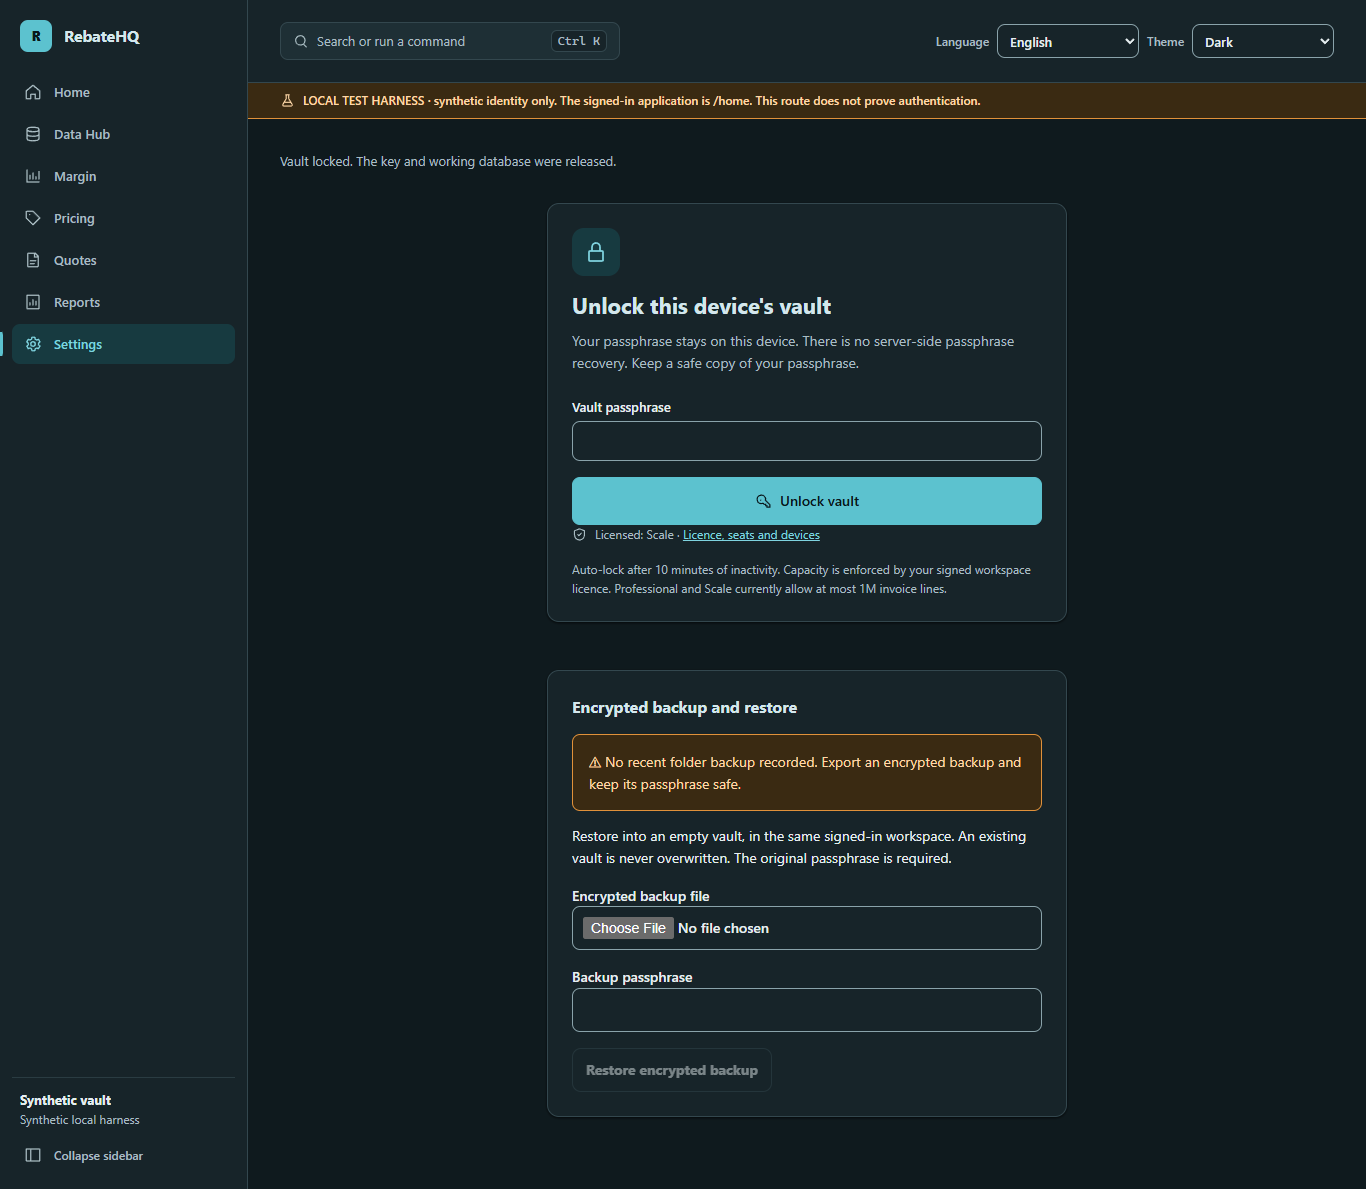 R
RebateHQ
Search or run a command
Ctrl K
Language
English
Theme
Dark
Home
Data Hub
Margin
Pricing
Quotes
Reports
Settings
LOCAL TEST HARNESS · synthetic identity only. The signed-in application is /home. This route does not prove authentication.
Vault locked. The key and working database were released.
Unlock this device's vault
Your passphrase stays on this device. There is no server-side passphrase
recovery. Keep a safe copy of your passphrase.
Vault passphrase
Unlock vault
Licensed: Scale · Licence, seats and devices
Auto-lock after 10 minutes of inactivity. Capacity is enforced by your signed workspace
licence. Professional and Scale currently allow at most 1M invoice lines.
Encrypted backup and restore
⚠ No recent folder backup recorded. Export an encrypted backup and
keep its passphrase safe.
Restore into an empty vault, in the same signed-in workspace. An existing
vault is never overwritten. The original passphrase is required.
Encrypted backup file
Choose File No file chosen
Backup passphrase
Restore encrypted backup
Synthetic vault
Synthetic local harness
Collapse sidebar